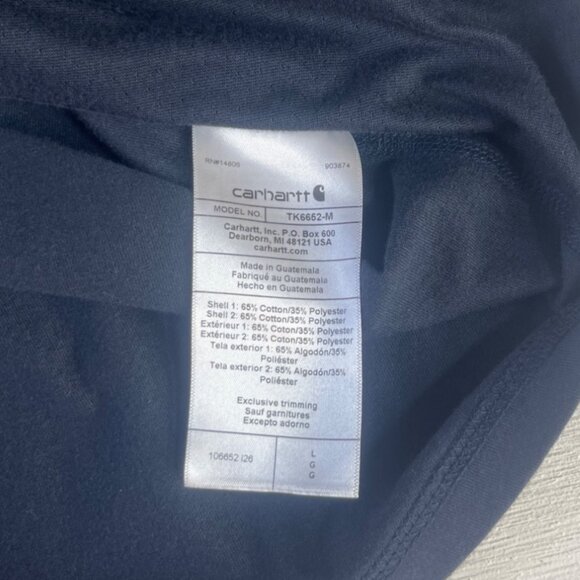 RN#14806 903874
carhartt
MODEL NO. TK6652-M
Carhartt, Inc. P.O. Box 600
Dearborn, MI 48121 USA
carhartt.com
Made in Guatemala
Fabriqué au Guatemala
Hecho en Guatemala
Shell 1: 65% Cotton/35% Polyester
Shell 2: 65% Cotton/35% Polyester
Extérieur 1: 65% Coton/35% Polyester
Extérieur 2: 65% Coton/35% Polyester
Tela exterior 1: 65% Algodón/35%
Poliéster
Tela exterior 2: 65% Algodón/35%
Poliéster
Exclusive trimming
Sauf garnitures
Excepto adorno
106652 I26 L
G
G